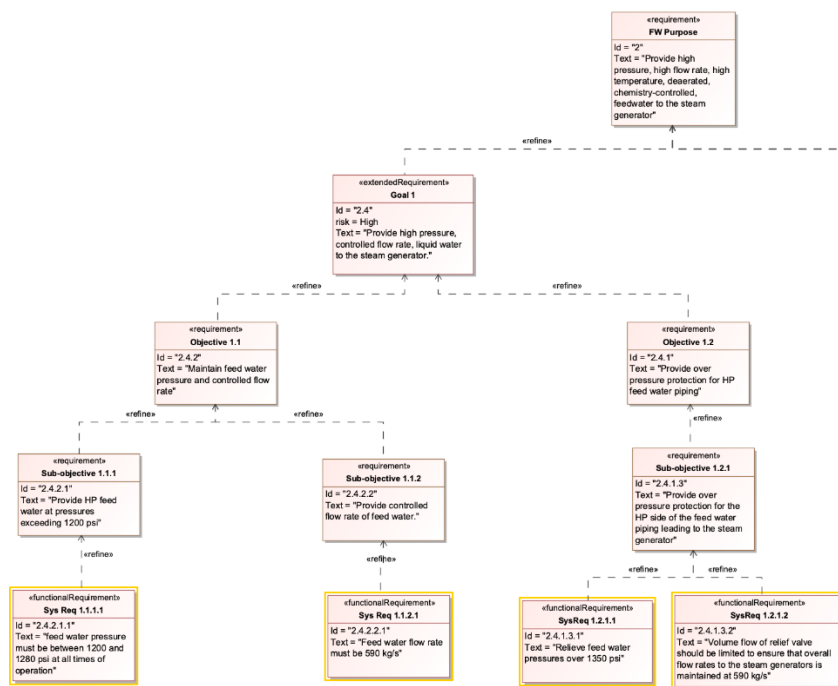 «requirement»
FW Purpose
Id = "2"
Text = "Provide high
pressure, high flow rate, high
temperature, deaerated,
chemistry-controlled,
feedwater to the steam
generator"
«refine»
«extendedRequirement»
Goal 1
Id = "2.4"
risk = High
Text = "Provide high pressure,
controlled flow rate, liquid water
to the steam generator."
«refine»
«refine»
«requirement»
Objective 1.1
Id = "2.4.2"
Text = "Maintain feed water
pressure and controlled flow
rate"
«requirement»
Objective 1.2
Id = "2.4.1"
Text = "Provide over
pressure protection for HP
feed water piping"
«refine»
«refine»
«refine»
«requirement»
Sub-objective 1.1.1
Id = "2.4.2.1"
Text = "Provide HP feed
water at pressures
exceeding 1200 psi"
«requirement»
Sub-objective 1.1.2
Id = "2.4.2.2"
Text = "Provide controlled
flow rate of feed water."
«requirement»
Sub-objective 1.2.1
Id = "2.4.1.3"
Text = "Provide over
pressure protection for the
HP side of the feed water
piping leading to the steam
generator"
«refine»
«refine»
«refine»
«refine»
«functionalRequirement»
Sys Req 1.1.1.1
Id = "2.4.2.1.1"
Text = "feed water pressure
must be between 1200 and
1280 psi at all times of
operation"
«functionalRequirement»
Sys Req 1.1.2.1
Id = "2.4.2.2.1"
Text = "Feed water flow rate
must be 590 kg/s"
«functionalRequirement»
SysReq 1.2.1.1
Id = "2.4.1.3.1"
Text = "Relieve feed water
pressures over 1350 psi"
«functionalRequirement»
SysReq 1.2.1.2
Id = "2.4.1.3.2"
Text = "Volume flow of relief valve
should be limited to ensure that overall
flow rates to the steam generators is
maintained at 590 kg/s"